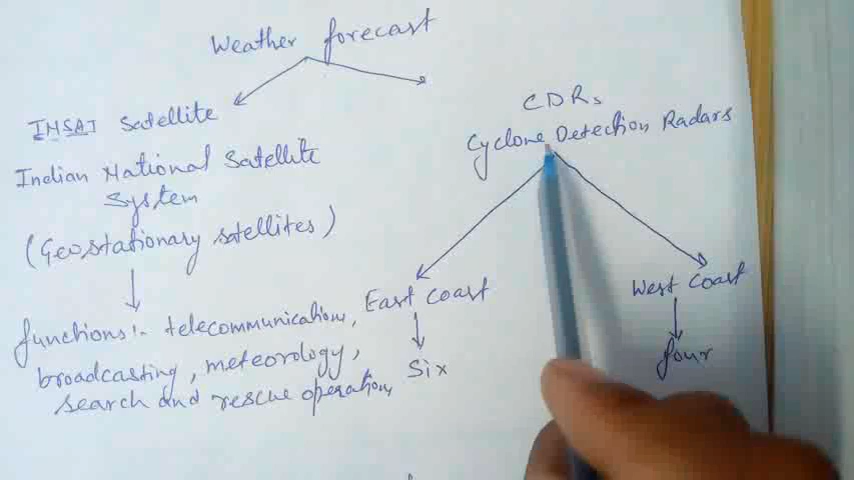 Weather forecast
INSAT Satellite
Indian National Satellite
System
(Geostationary satellites)
functions:- telecommunication,
broadcasting, meteorology,
search and rescue operation,
CDRs
Cyclone Detection Radars
East Coast
Six
West Coast
four